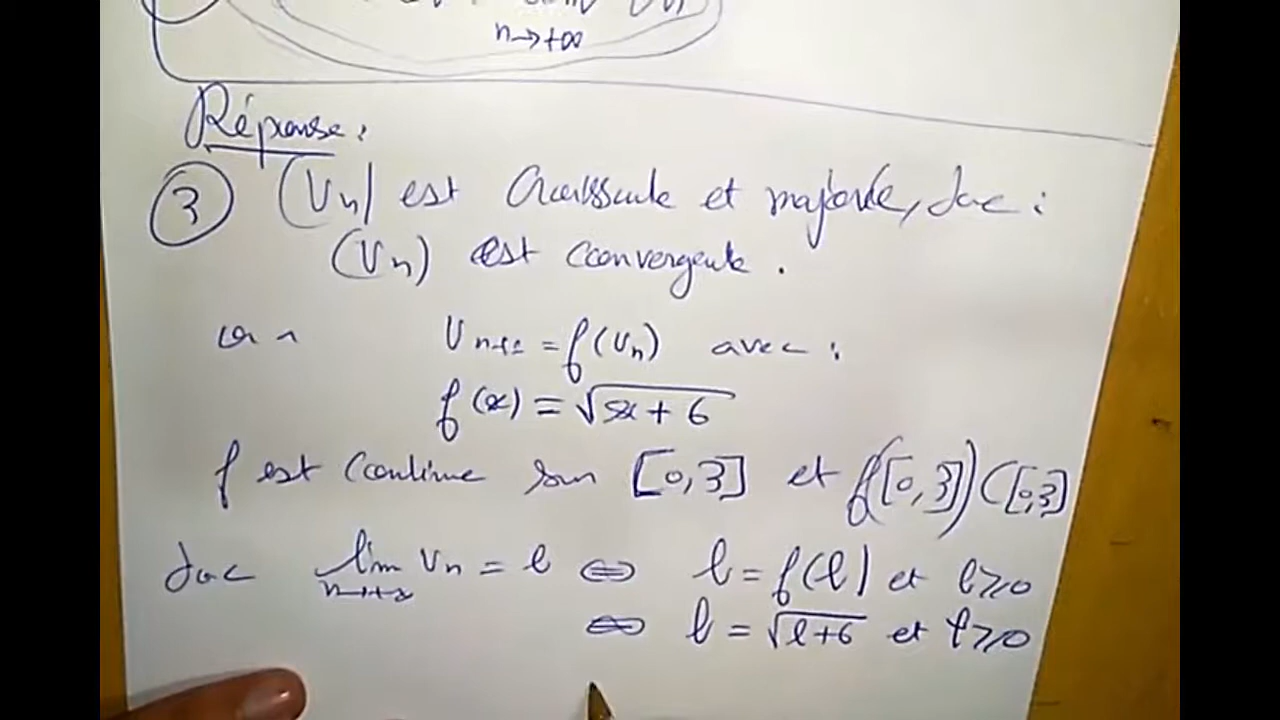 n→+∞
Réponse :
③ (Vn) est croissante et majorée, donc :
(Vn) est convergente .
on a Vn+1 = f(Vn) avec :
f(x) = √x + 6
f est continue sur [0,3] et f([0,3]) ⊂ [0,3]
donc lim n→+∞ Vn = l ⇔ l = f(l) et l ⩾ 0
⇔ l = √l+6 et l ⩾ 0